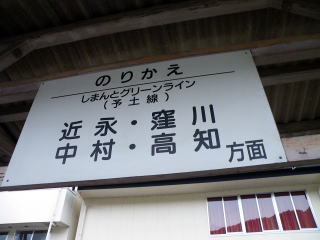 のりかえ
しまんとグリーンライン
(予土線)
近永・窪川
中村・高知方面